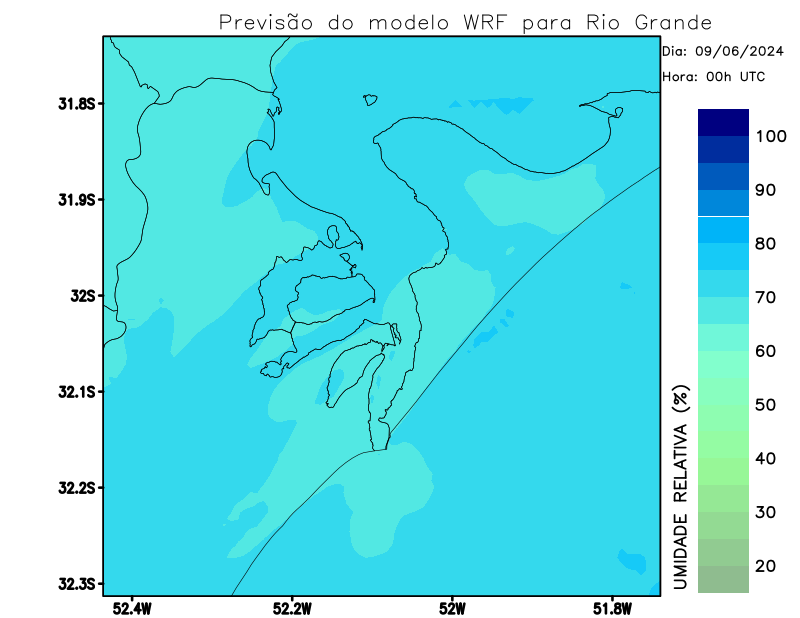 Previsão do modelo WRF para Rio Grande
Dia: 09/06/2024
Hora: 00h UTC
31.8S
31.9S
32S
32.1S
32.2S
32.3S
52.4W
52.2W
52W
51.8W
UMIDADE RELATIVA (%)
100
90
80
70
60
50
40
30
20